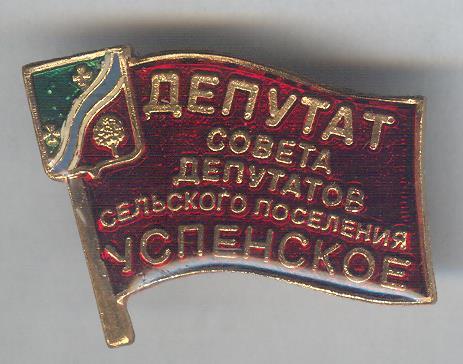 ДЕПУТАТ
СОВЕТА
ДЕПУТАТОВ
СЕЛЬСКОГО ПОСЕЛЕНИЯ
УСПЕНСКОЕ